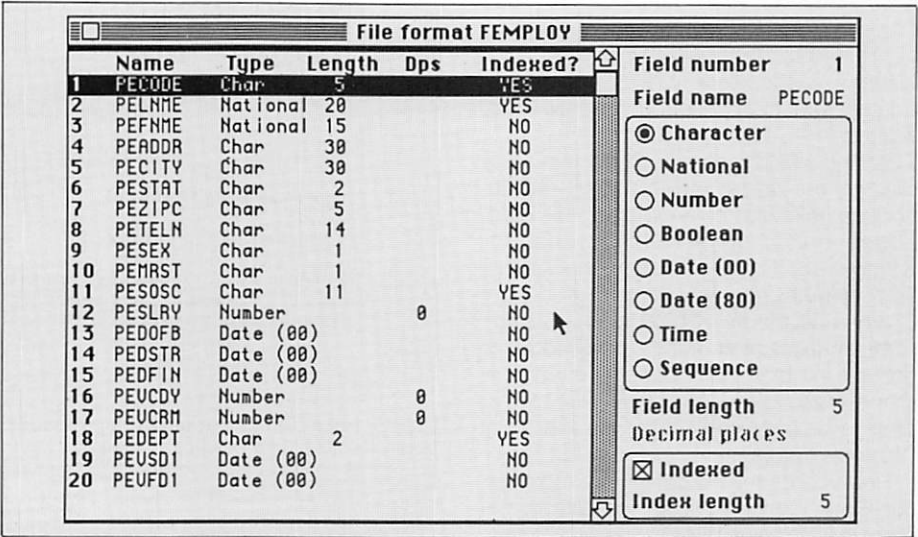 File format FEMPLOY
Name Type Length Dps Indexed?
1 PECODE Char 5 YES
2 PELNME National 20 YES
3 PEFNME National 15 NO
4 PEADDR Char 30 NO
5 PECITY Char 30 NO
6 PESTAT Char 2 NO
7 PEZIPC Char 5 NO
8 PETELN Char 14 NO
9 PESEX Char 1 NO
10 PEMRST Char 1 NO
11 PESOSC Char 11 YES
12 PESLRY Number 0 NO
13 PEDOFB Date (00) NO
14 PEDSTR Date (00) NO
15 PEDFIN Date (00) NO
16 PEVCDY Number 0 NO
17 PEVCRM Number 0 NO
18 PEDEPT Char 2 YES
19 PEVSD1 Date (00) NO
20 PEVFD1 Date (00) NO
Field number 1
Field name PECODE
Character
National
Number
Boolean
Date (00)
Date (80)
Time
Sequence
Field length 5
Decimal places
Indexed
Index length 5